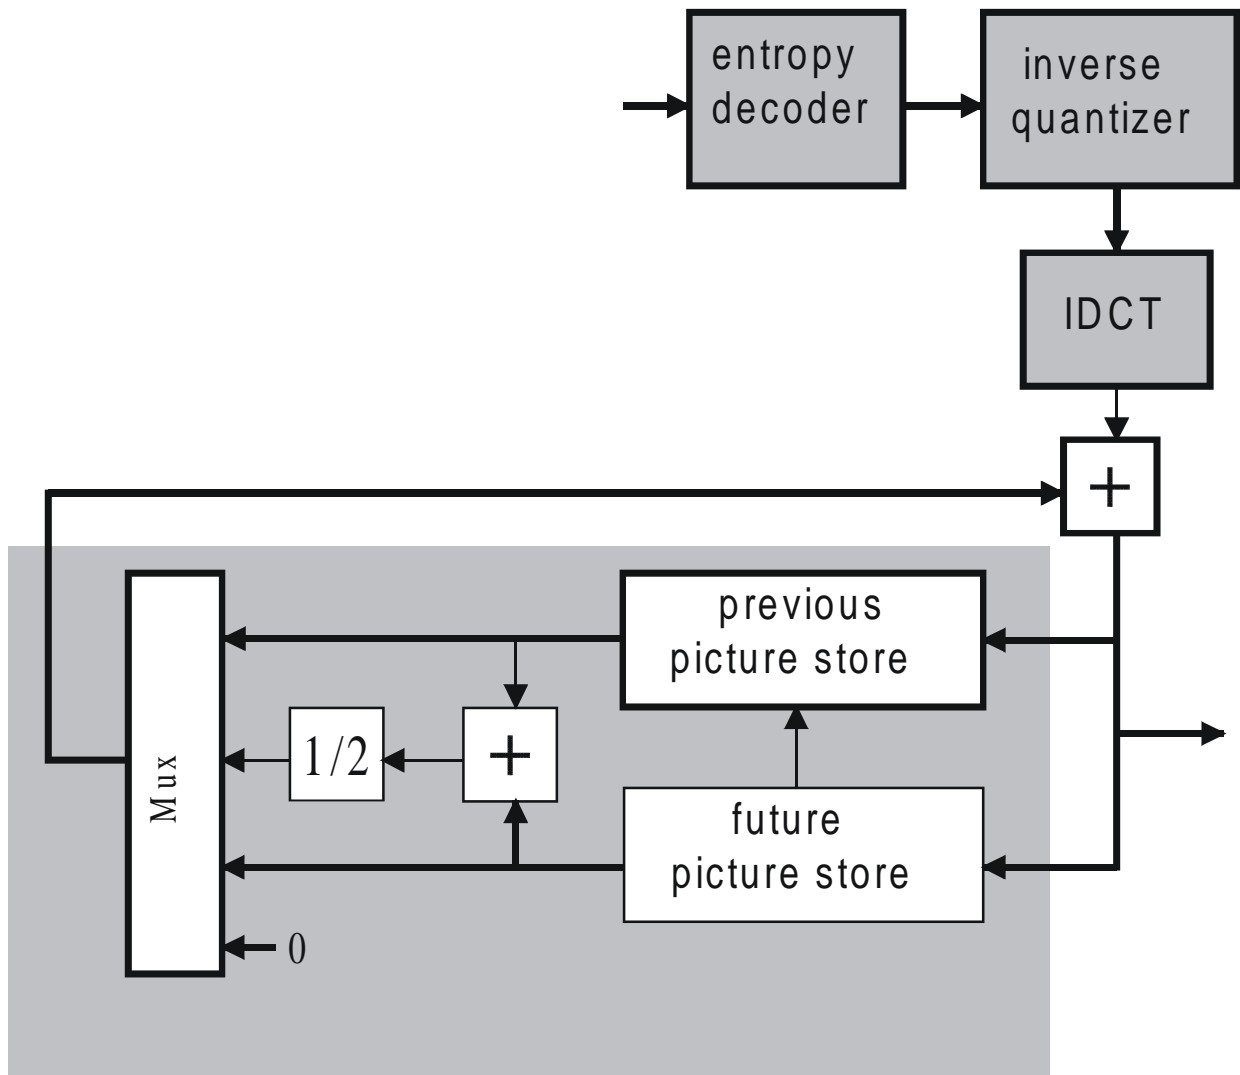 entropy
decoder
inverse
quantizer
IDCT
+
previous
picture store
Mux
1/2
+
future
picture store
0